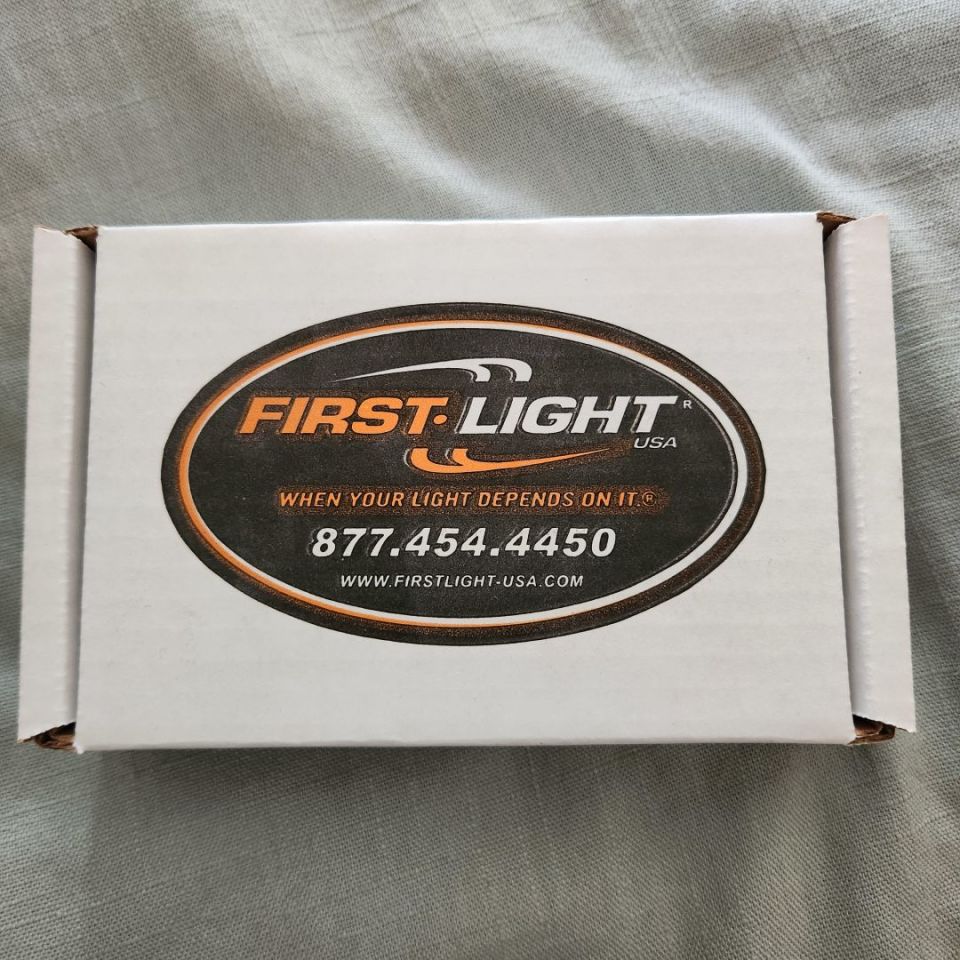 FIRST·LIGHT®
USA
WHEN YOUR LIGHT DEPENDS ON IT.®
877.454.4450
WWW.FIRSTLIGHT-USA.COM